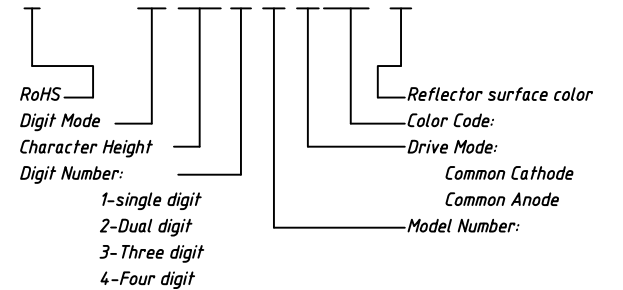 RoHS
Digit Mode
Character Height
Digit Number:
1-single digit
2-Dual digit
3-Three digit
4-Four digit
Reflector surface color
Color Code:
Drive Mode:
Common Cathode
Common Anode
Model Number: